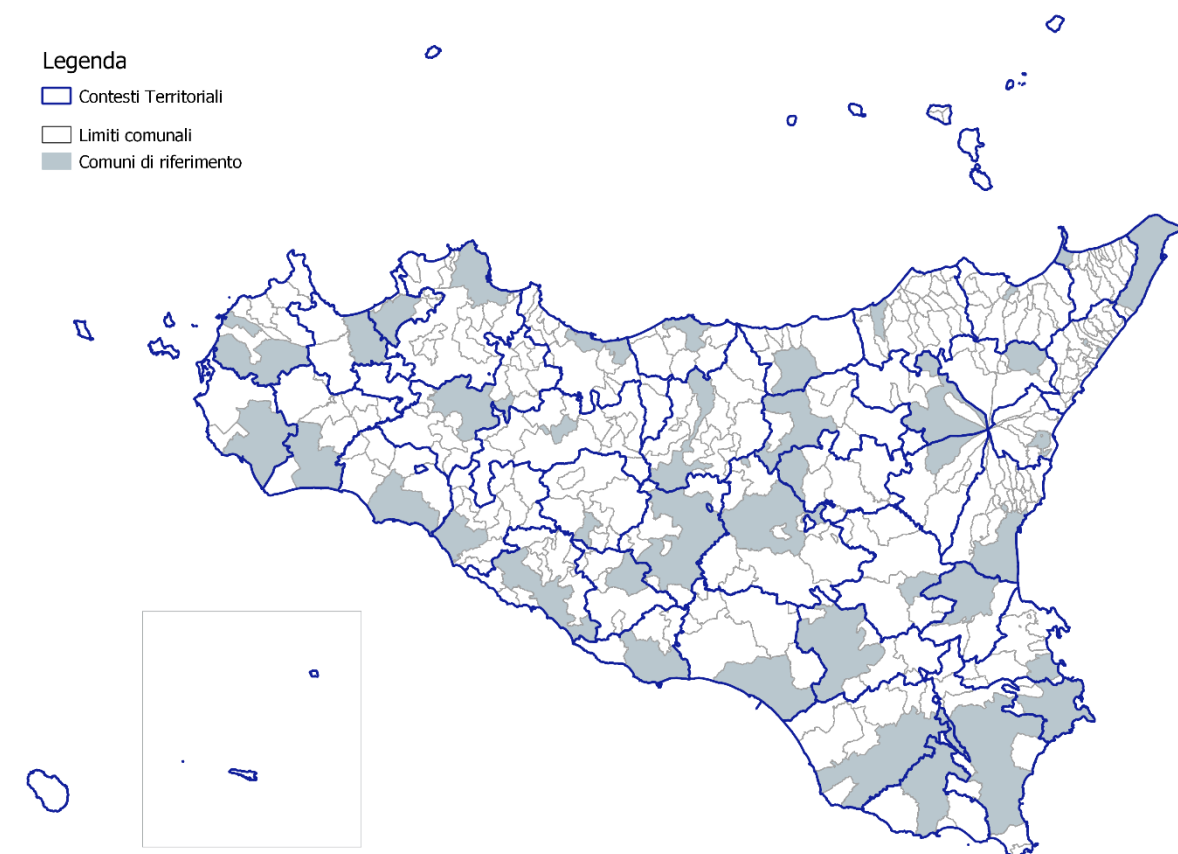 Legenda
Contesti Territoriali
Limiti comunali
Comuni di riferimento